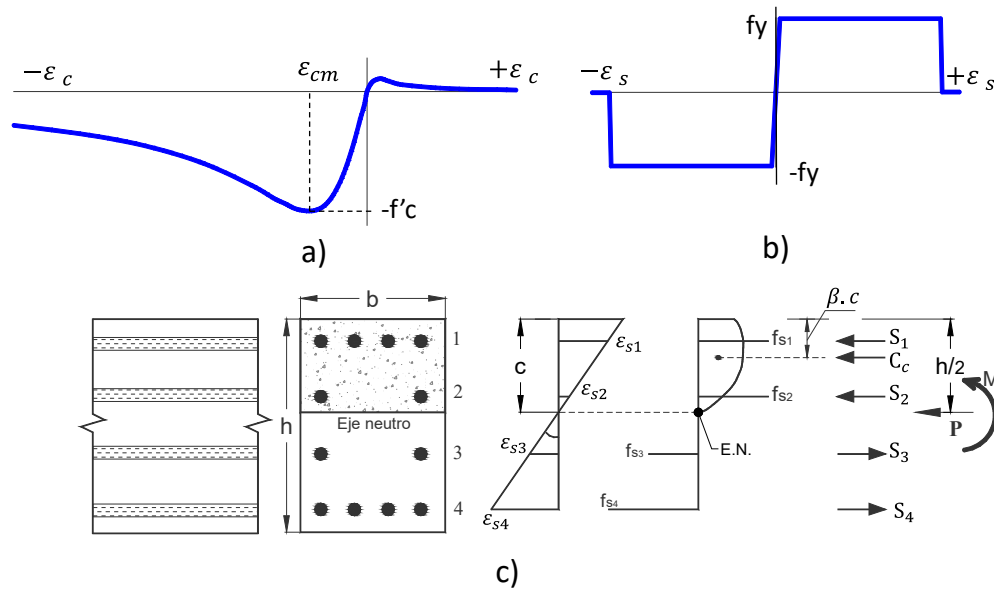 −ε c
ε cm
+ε c
-f'c
a)
fy
−ε s
+ε s
-fy
b)
b
h
1
2
Eje neutro
3
4
c
ε s1
ε s2
ε s3
ε s4
fs1
fs2
fs3
fs4
E.N.
β.c
S1
Cc
S2
P
S3
S4
h/2
M
c)